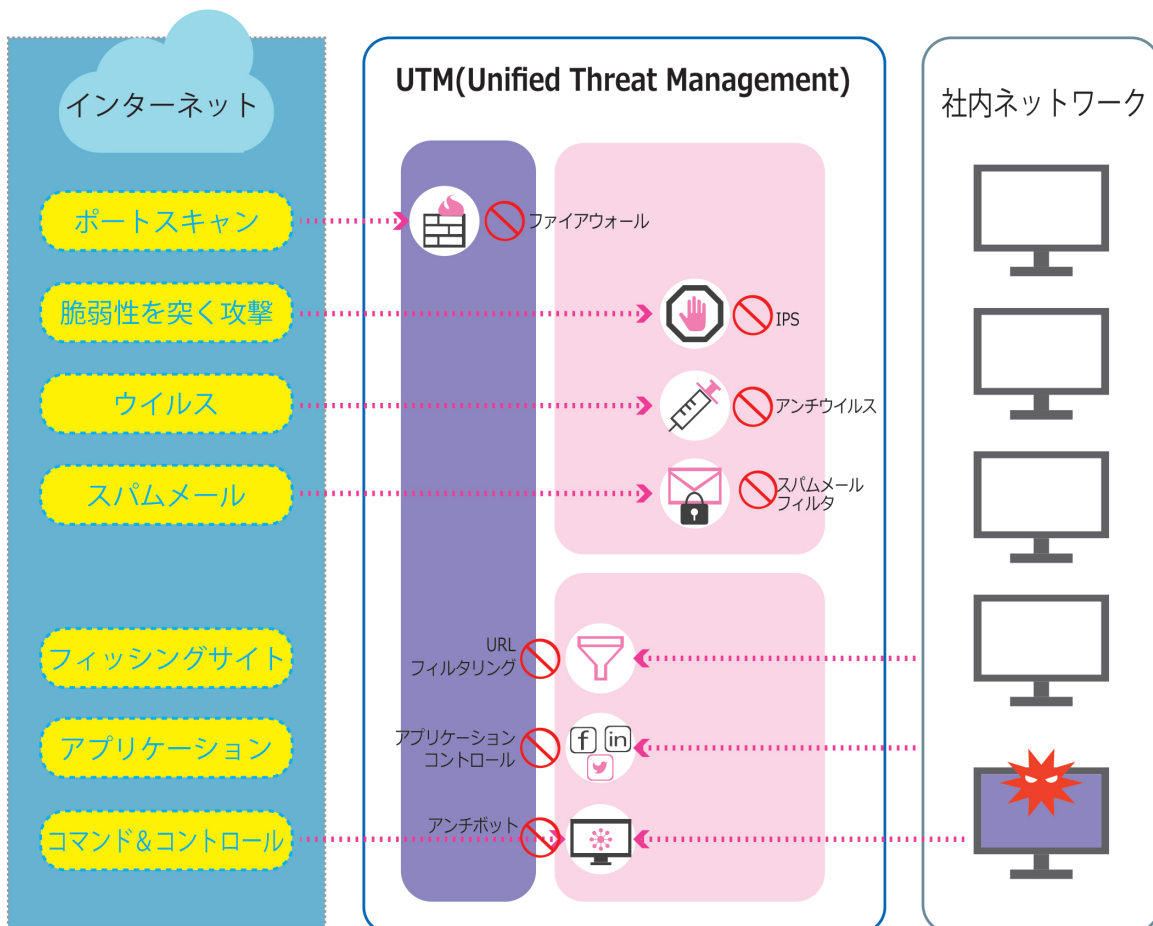 インターネット
UTM(Unified Threat Management)
社内ネットワーク
ポートスキャン
ファイアウォール
脆弱性を突く攻撃
IPS
ウイルス
アンチウイルス
スパムメール
スパムメール
フィルタ
フィッシングサイト
URL
フィルタリング
アプリケーション
アプリケーション
コントロール
f in
コマンド＆コントロール
アンチボット